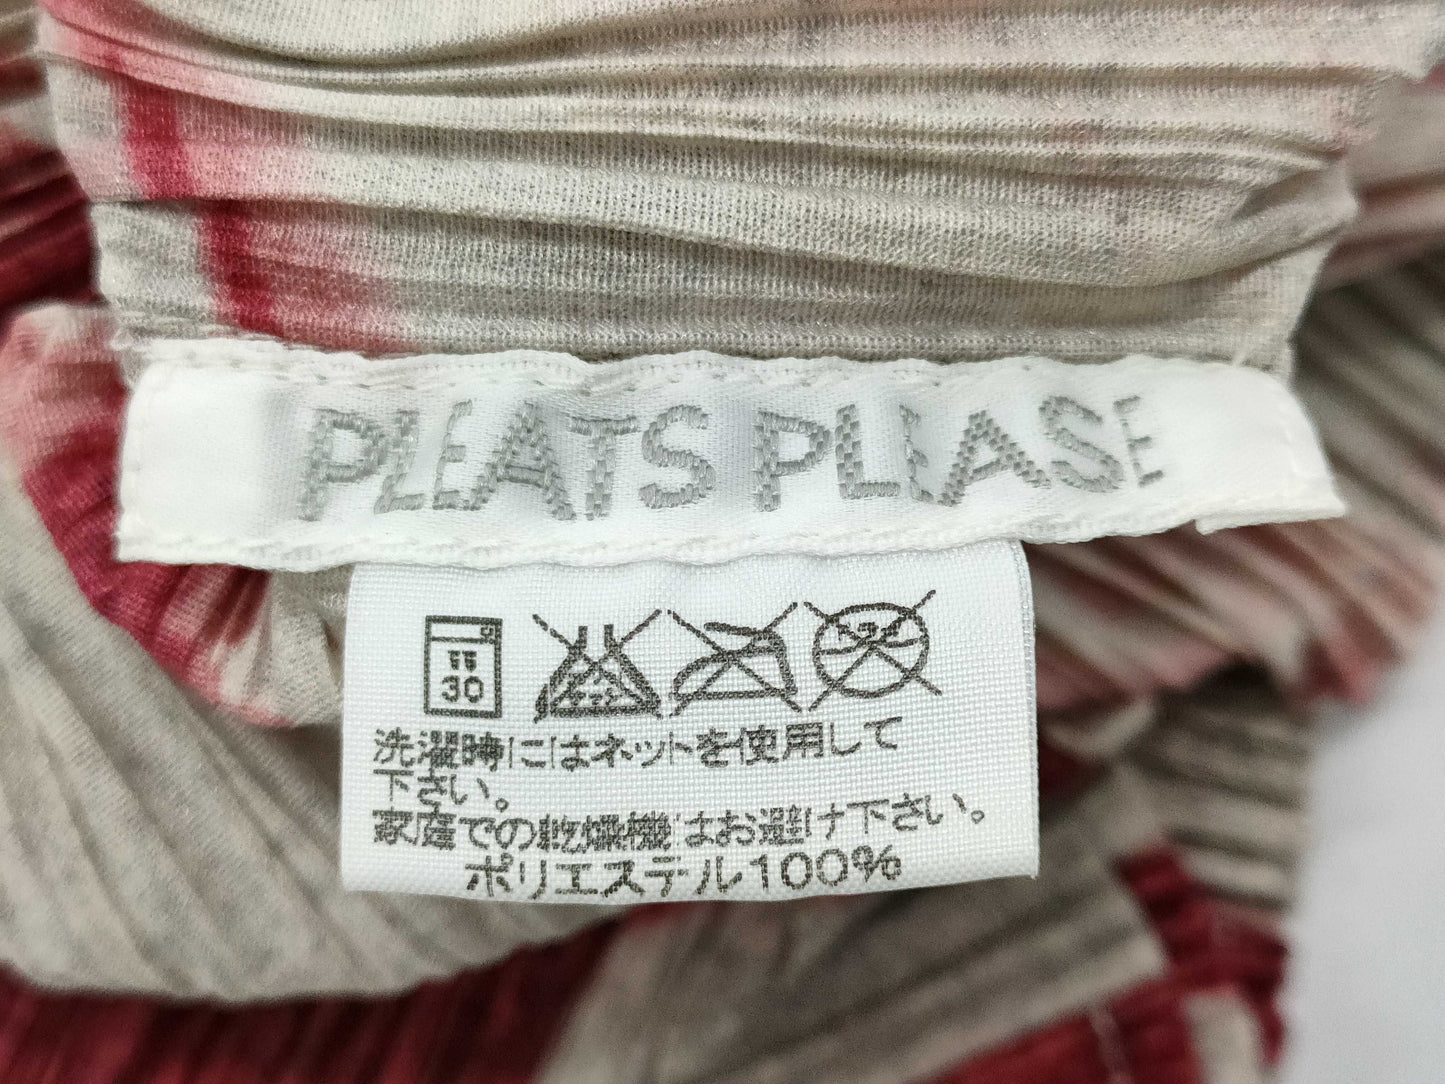 PLEATS PLEASE
30
洗濯時にはネットを使用して
下さい。
家庭での乾燥機はお避け下さい。
ポリエステル100%